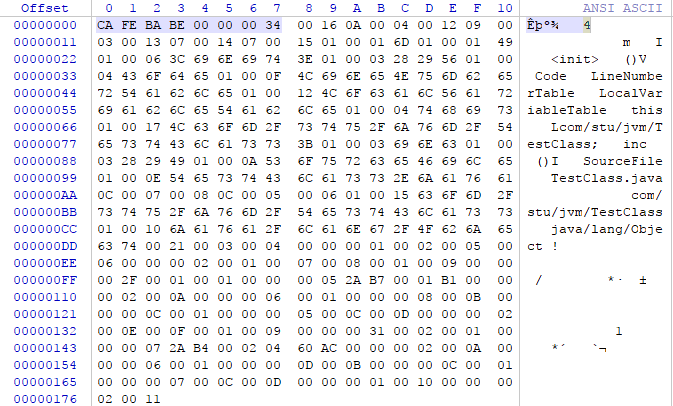 Offset 0 1 2 3 4 5 6 7 8 9 A B C D E F 10 ANSI ASCII
00000000 CA FE BA BE 00 00 00 34 00 16 0A 00 04 00 12 09 00 Êþº¾ 4
00000011 03 00 13 07 00 14 07 00 15 01 00 01 6D 01 00 01 49 m I
00000022 01 00 06 3C 69 6E 69 74 3E 01 00 03 28 29 56 01 00 <init> ()V
00000033 04 43 6F 64 65 01 00 0F 4C 69 6E 65 4E 75 6D 62 65 Code LineNumbe
00000044 72 54 61 62 6C 65 01 00 12 4C 6F 63 61 6C 56 61 72 rTable LocalVar
00000055 69 61 62 6C 65 54 61 62 6C 65 01 00 04 74 68 69 73 iableTable this
00000066 01 00 17 4C 63 6F 6D 2F 73 74 75 2F 6A 76 6D 2F 54 Lcom/stu/jvm/T
00000077 65 73 74 43 6C 61 73 73 3B 01 00 03 69 6E 63 01 00 estClass; inc
00000088 03 28 29 49 01 00 0A 53 6F 75 72 63 65 46 69 6C 65 ()I SourceFile
00000099 01 00 0E 54 65 73 74 43 6C 61 73 73 2E 6A 61 76 61 TestClass.java
000000AA 0C 00 07 00 08 0C 00 05 00 06 01 00 15 63 6F 6D 2F com/
000000BB 73 74 75 2F 6A 76 6D 2F 54 65 73 74 43 6C 61 73 73 stu/jvm/TestClass
000000CC 01 00 10 6A 61 76 61 2F 6C 61 6E 67 2F 4F 62 6A 65 java/lang/Obje
000000DD 63 74 00 21 00 03 00 04 00 00 00 01 00 02 00 05 00 ct !
000000EE 06 00 00 00 02 00 01 00 07 00 08 00 01 00 09 00 00
000000FF 00 2F 00 01 00 01 00 00 00 05 2A B7 00 01 B1 00 00 / *· ±
00000110 00 02 00 0A 00 00 00 06 00 01 00 00 00 08 00 0B 00
00000121 00 00 0C 00 01 00 00 00 05 00 0C 00 0D 00 00 00 02
00000132 00 0E 00 0F 00 01 00 09 00 00 00 31 00 02 00 01 00 1
00000143 00 00 07 2A B4 00 02 04 60 AC 00 00 00 02 00 0A 00 *´ `¬
00000154 00 00 06 00 01 00 00 00 0D 00 0B 00 00 00 0C 00 01
00000165 00 00 00 07 00 0C 00 0D 00 00 00 01 00 10 00 00 00
00000176 02 00 11